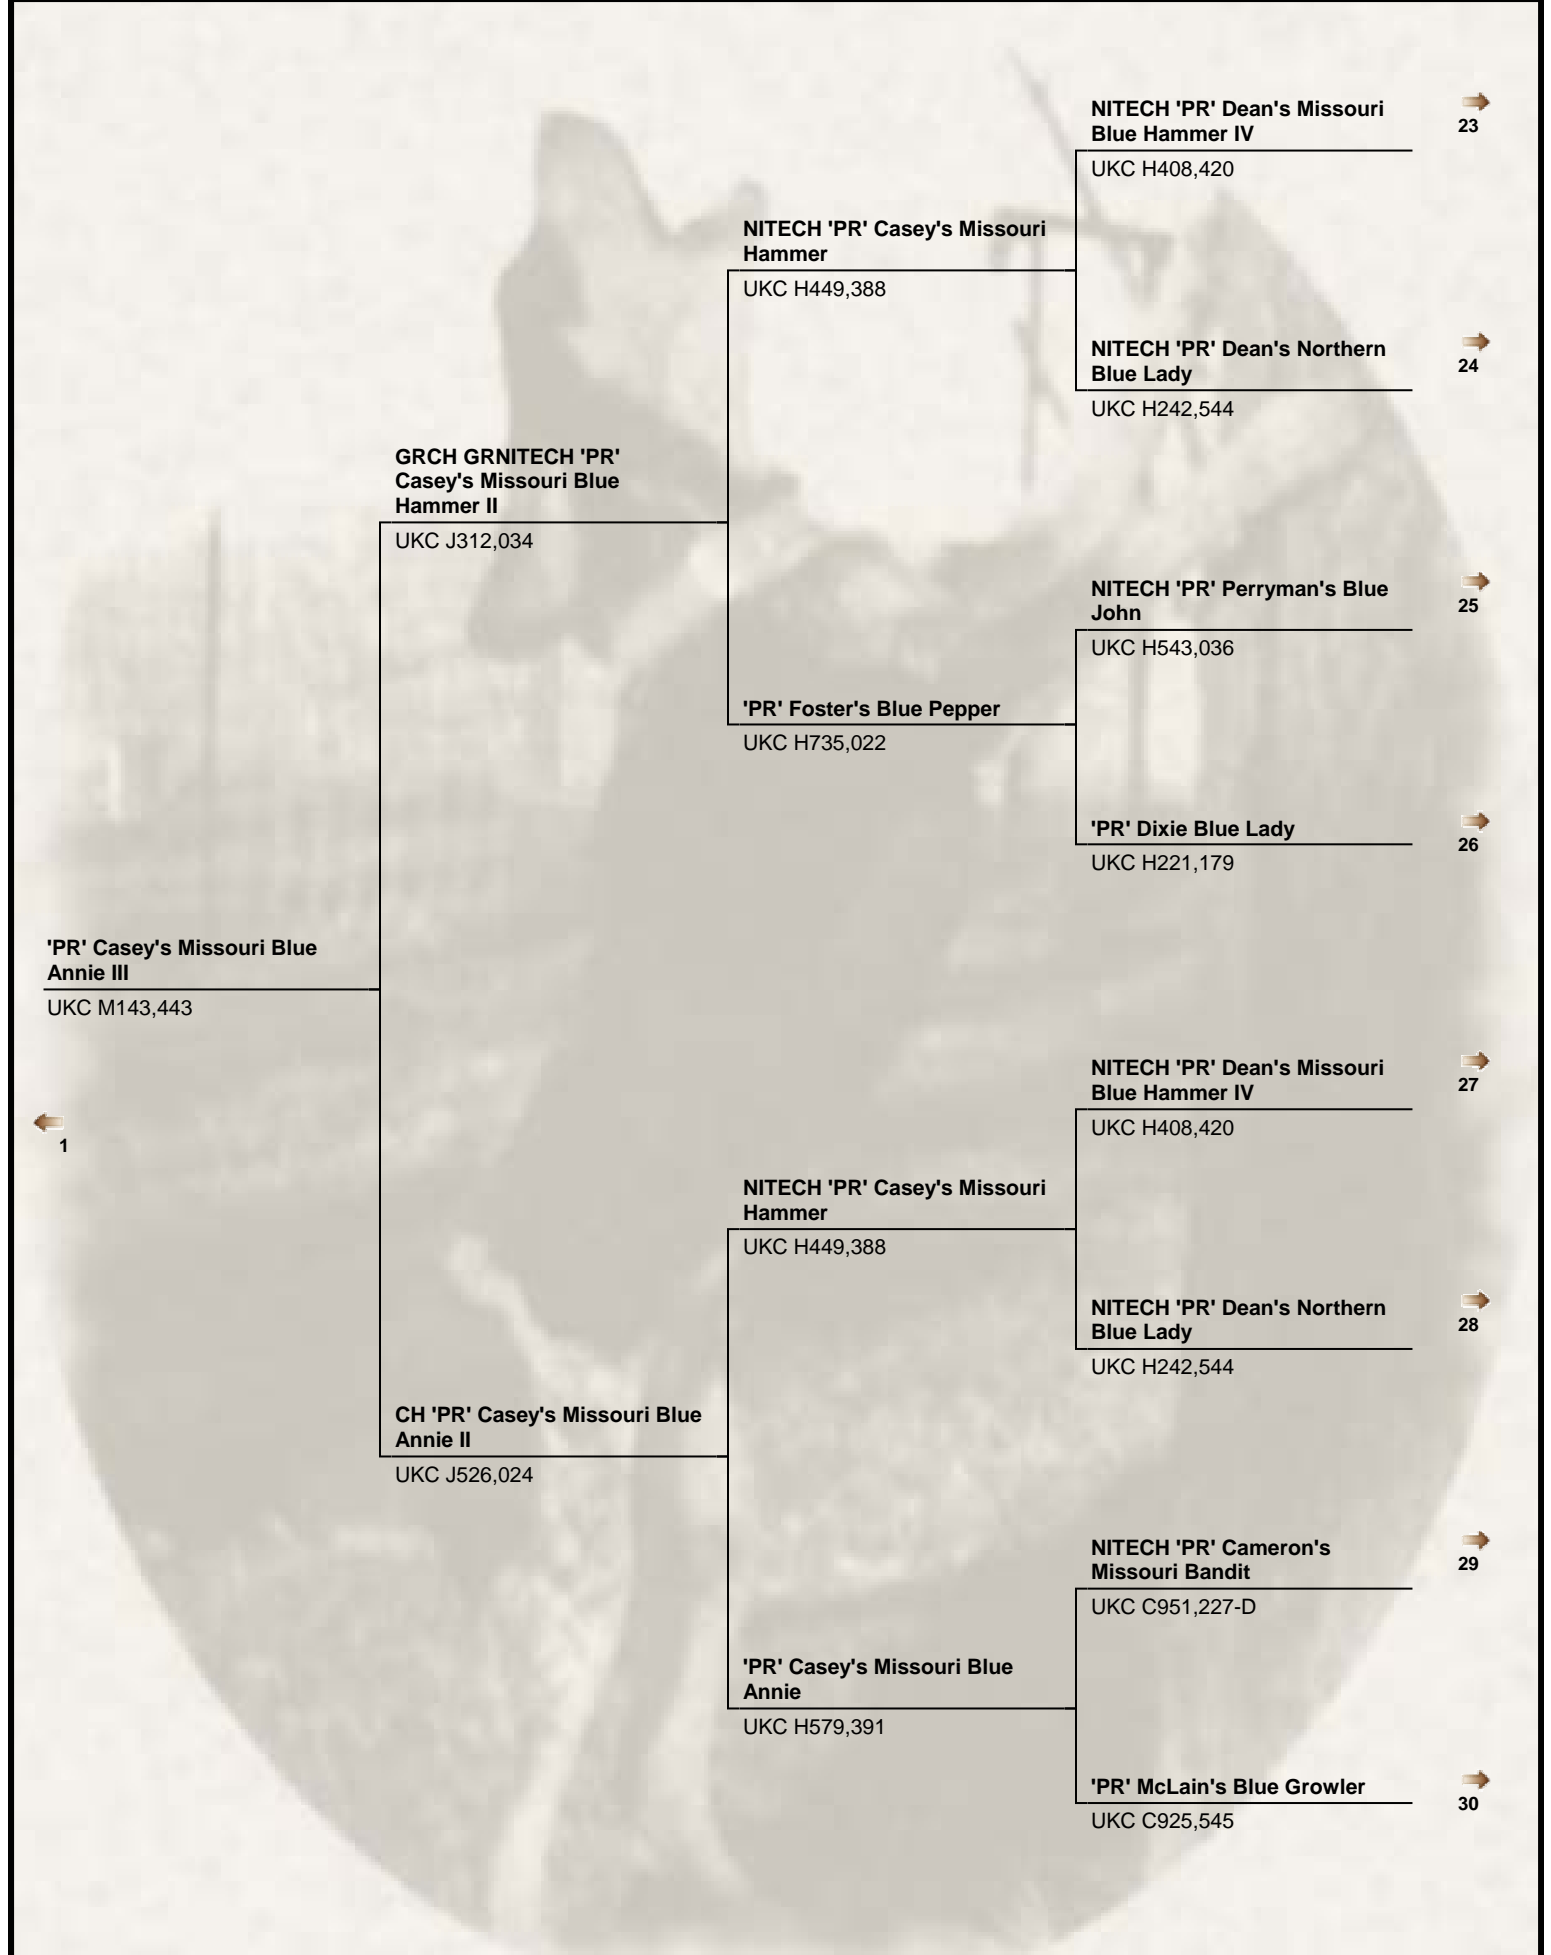 NITECH 'PR' Dean's Missouri
Blue Hammer IV
UKC H408,420
23
NITECH 'PR' Casey's Missouri
Hammer
UKC H449,388
NITECH 'PR' Dean's Northern
Blue Lady
UKC H242,544
24
GRCH GRNITECH 'PR'
Casey's Missouri Blue
Hammer II
UKC J312,034
NITECH 'PR' Perryman's Blue
John
UKC H543,036
25
'PR' Foster's Blue Pepper
UKC H735,022
'PR' Dixie Blue Lady
UKC H221,179
26
'PR' Casey's Missouri Blue
Annie III
UKC M143,443
1
NITECH 'PR' Dean's Missouri
Blue Hammer IV
UKC H408,420
27
NITECH 'PR' Casey's Missouri
Hammer
UKC H449,388
NITECH 'PR' Dean's Northern
Blue Lady
UKC H242,544
28
CH 'PR' Casey's Missouri Blue
Annie II
UKC J526,024
NITECH 'PR' Cameron's
Missouri Bandit
UKC C951,227-D
29
'PR' Casey's Missouri Blue
Annie
UKC H579,391
'PR' McLain's Blue Growler
UKC C925,545
30